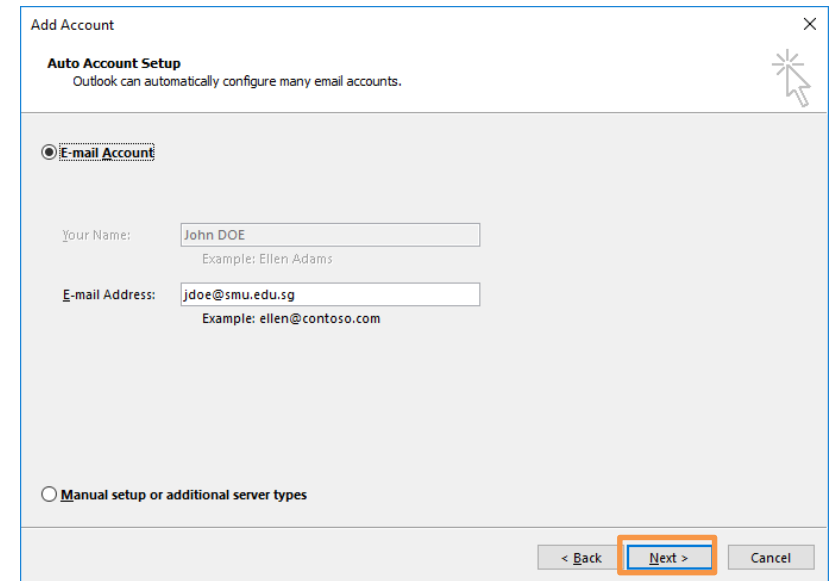 Add Account
Auto Account Setup
Outlook can automatically configure many email accounts.
E-mail Account
Your Name: John DOE
Example: Ellen Adams
E-mail Address: jdoe@smu.edu.sg
Example: ellen@contoso.com
Manual setup or additional server types
< Back Next > Cancel